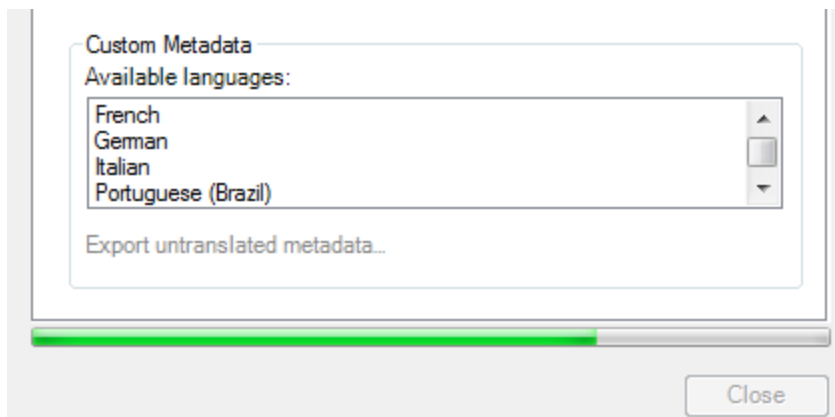 Custom Metadata
Available languages:
French
German
Italian
Portuguese (Brazil)
Export untranslated metadata...
Close